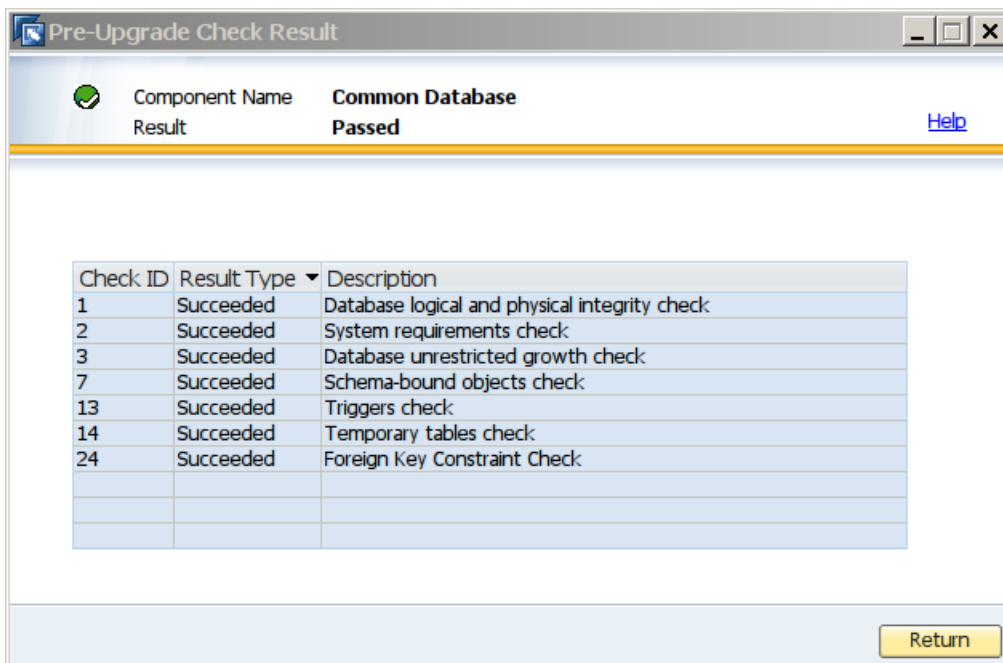 Pre-Upgrade Check Result
Component Name Common Database
Result Passed
Help
Check ID Result Type Description
1 Succeeded Database logical and physical integrity check
2 Succeeded System requirements check
3 Succeeded Database unrestricted growth check
7 Succeeded Schema-bound objects check
13 Succeeded Triggers check
14 Succeeded Temporary tables check
24 Succeeded Foreign Key Constraint Check
Return